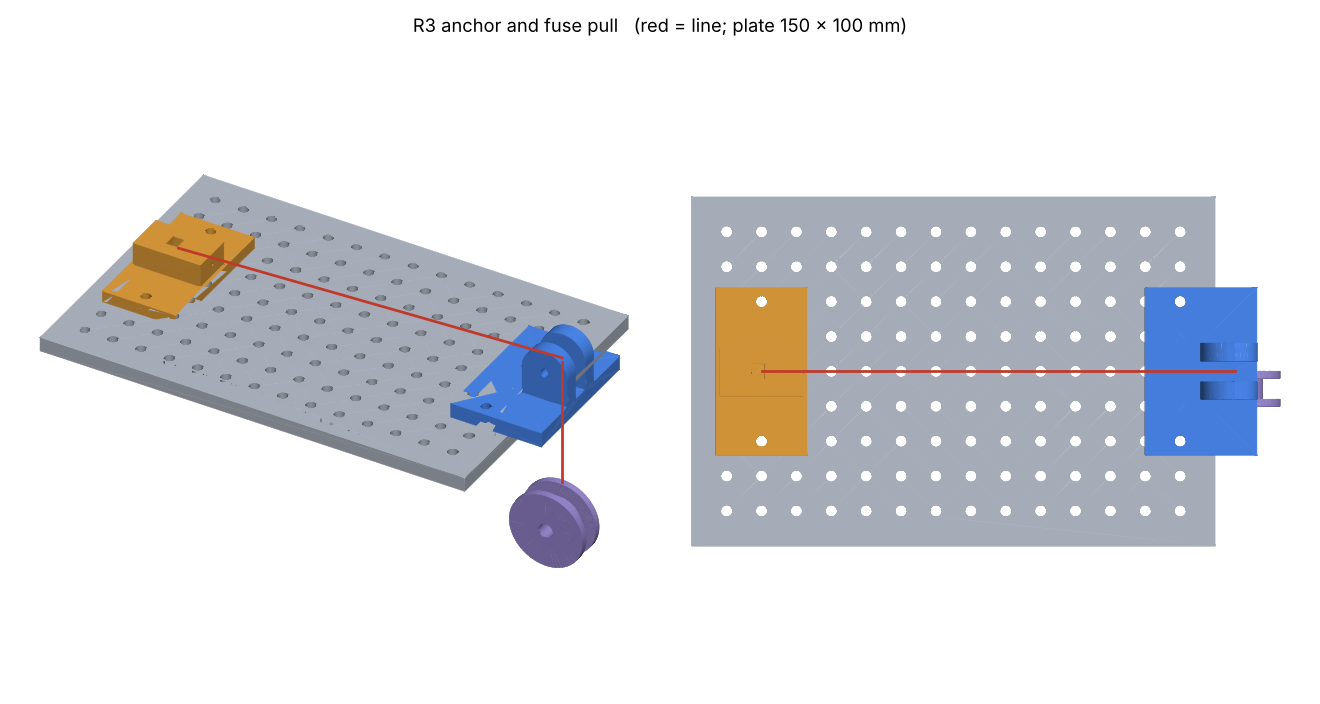 R3 anchor and fuse pull (red = line; plate 150 × 100 mm)